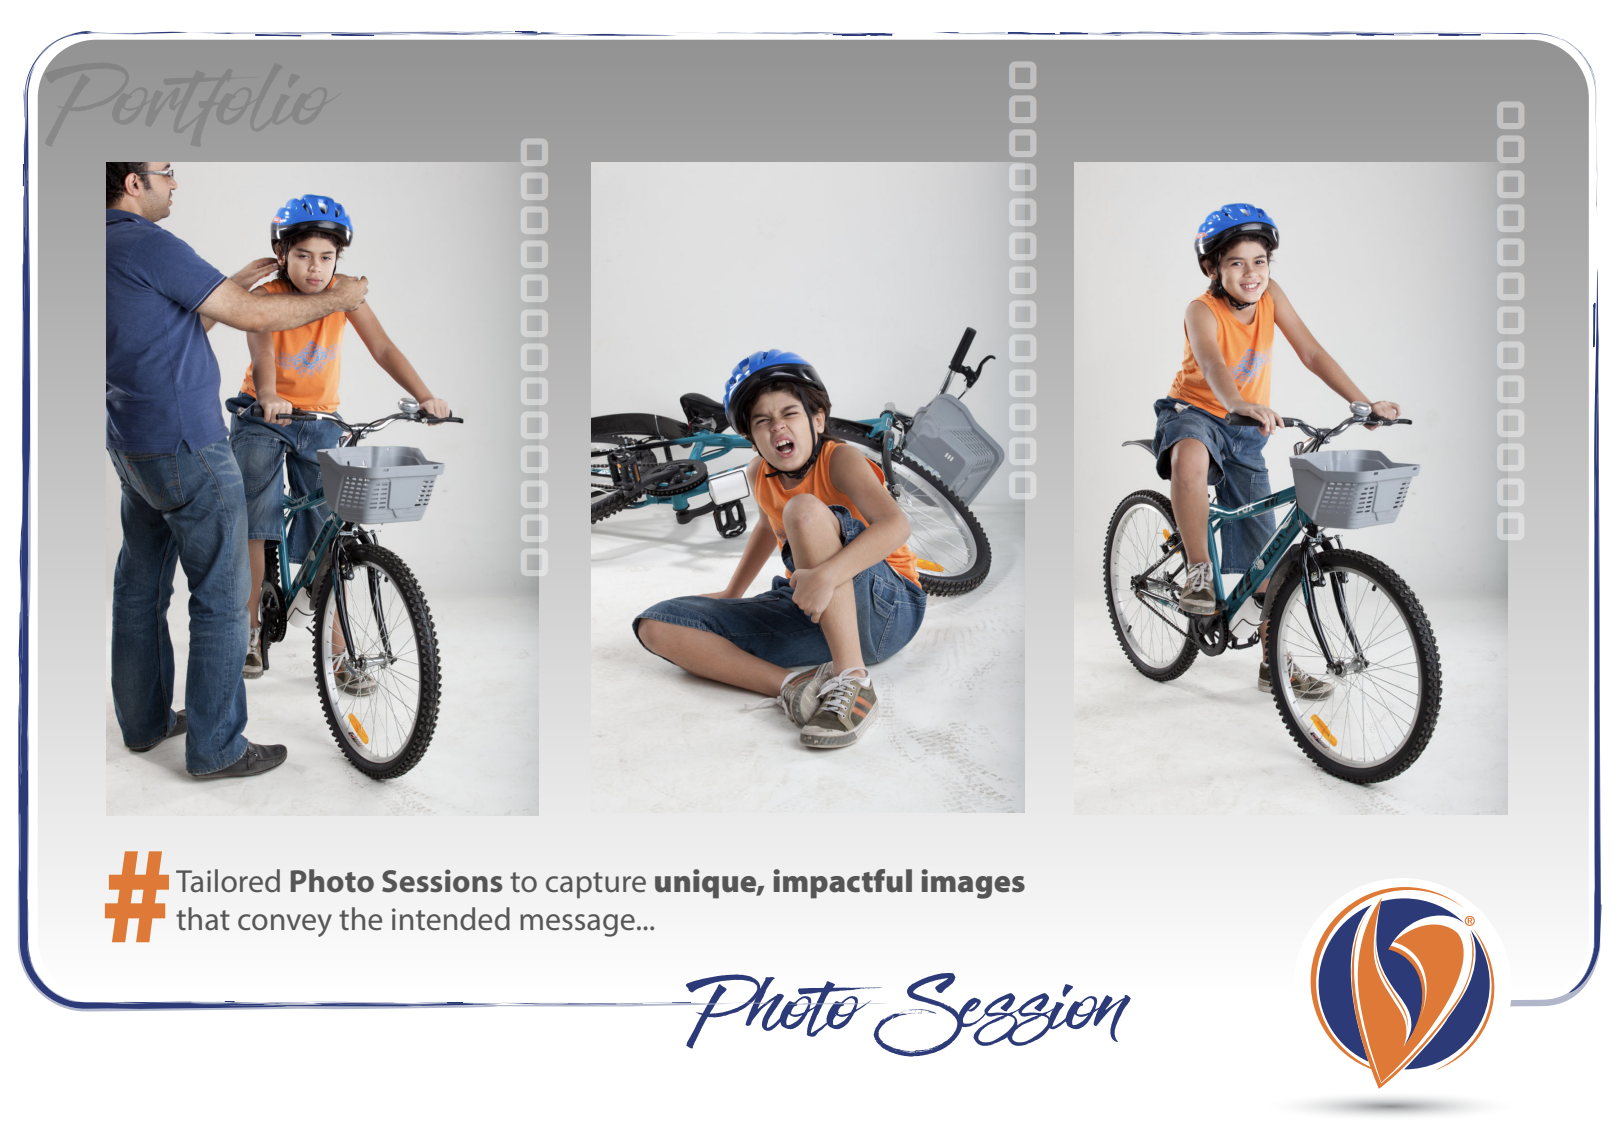 Portfolio
# Tailored Photo Sessions to capture unique, impactful images
that convey the intended message...
Photo Session
®